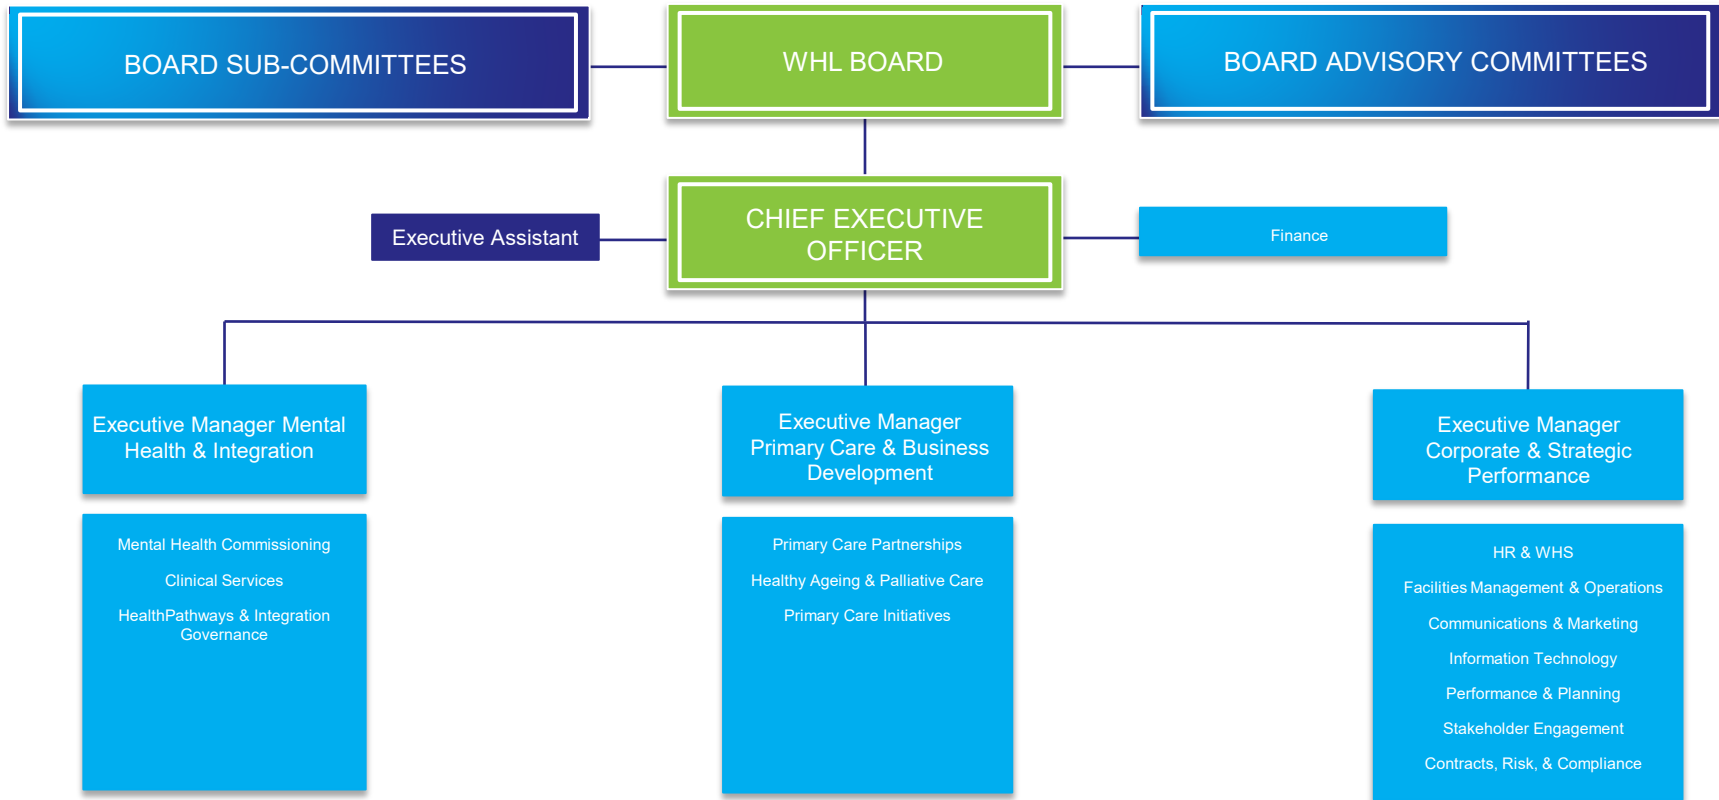 BOARD SUB-COMMITTEES
WHL BOARD
BOARD ADVISORY COMMITTEES
Executive Assistant
CHIEF EXECUTIVE
OFFICER
Finance
Executive Manager Mental
Health & Integration
Executive Manager
Primary Care & Business
Development
Executive Manager
Corporate & Strategic
Performance
Mental Health Commissioning
Clinical Services
HealthPathways & Integration
Governance
Primary Care Partnerships
Healthy Ageing & Palliative Care
Primary Care Initiatives
HR & WHS
Facilities Management & Operations
Communications & Marketing
Information Technology
Performance & Planning
Stakeholder Engagement
Contracts, Risk, & Compliance